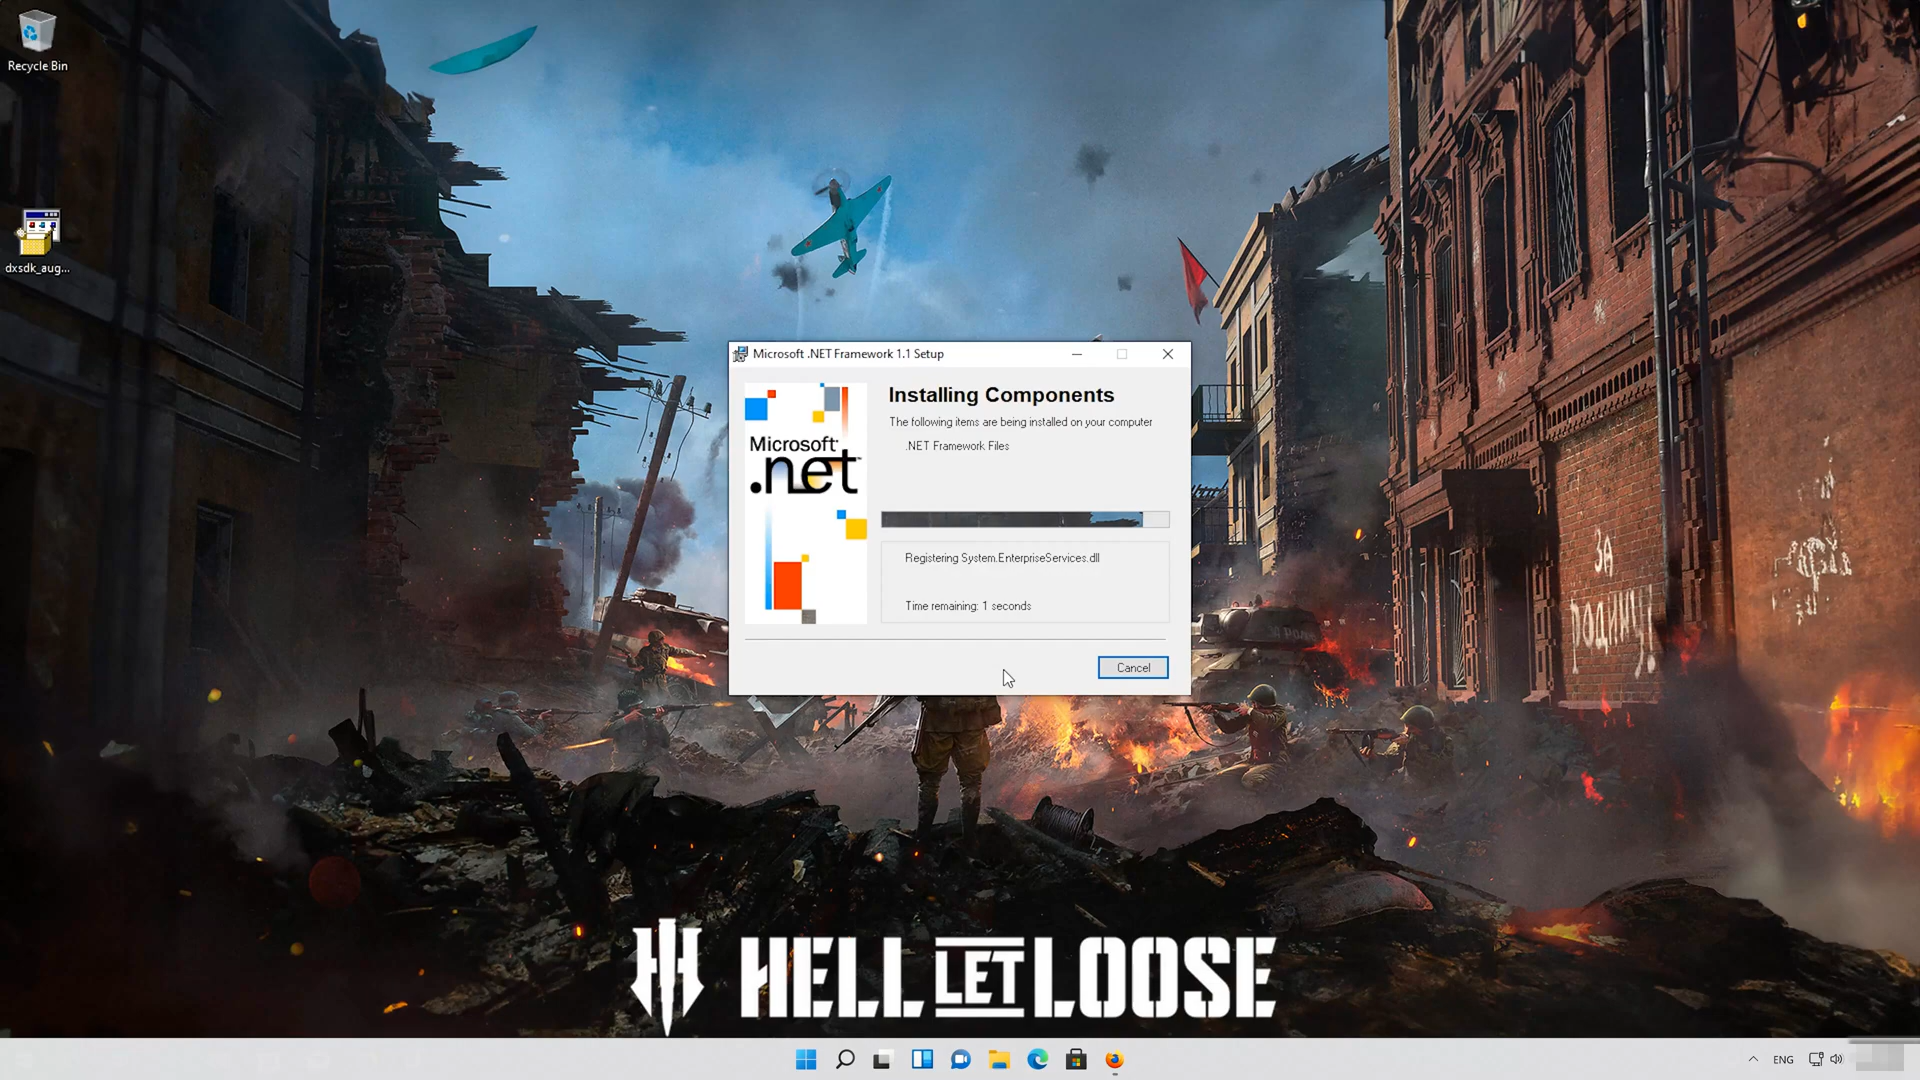 Recycle Bin
dxsdk_aug...
Microsoft .NET Framework 1.1 Setup
Microsoft
.net
Installing Components
The following items are being installed on your computer
.NET Framework Files
Registering System.EnterpriseServices.dll
Time remaining: 1 seconds
Cancel
ЗА
РОДИНУ!
HELL LET LOOSE
ENG